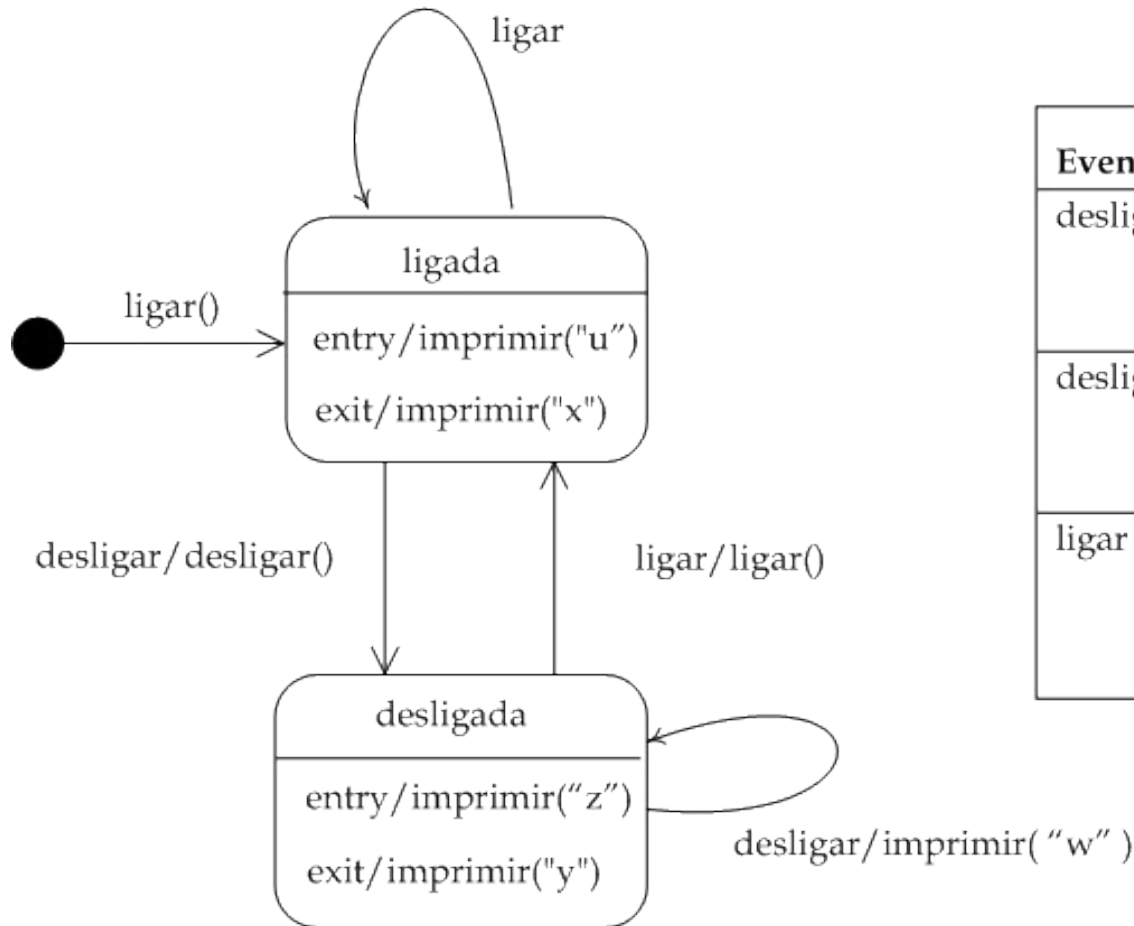 ligar
ligar()
ligada
entry/imprimir("u”)
exit/imprimir("x")
desligar/desligar()
ligar/ligar()
desligada
entry/imprimir(“z”)
exit/imprimir("y")
desligar/imprimir( “w” )
ligar